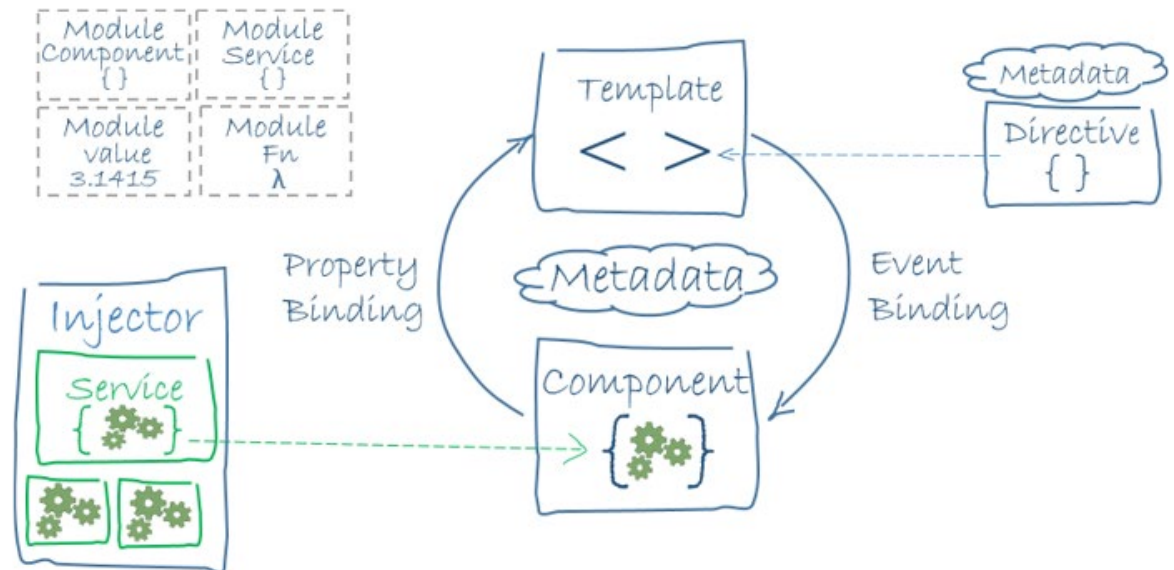 Module
Component
{ }
Module
Service
{ }
Module
value
3.1415
Module
Fn
λ
Template
< >
Metadata
Directive
{ }
Property
Binding
Metadata
Event
Binding
Injector
Service
{ }
Component
{ }